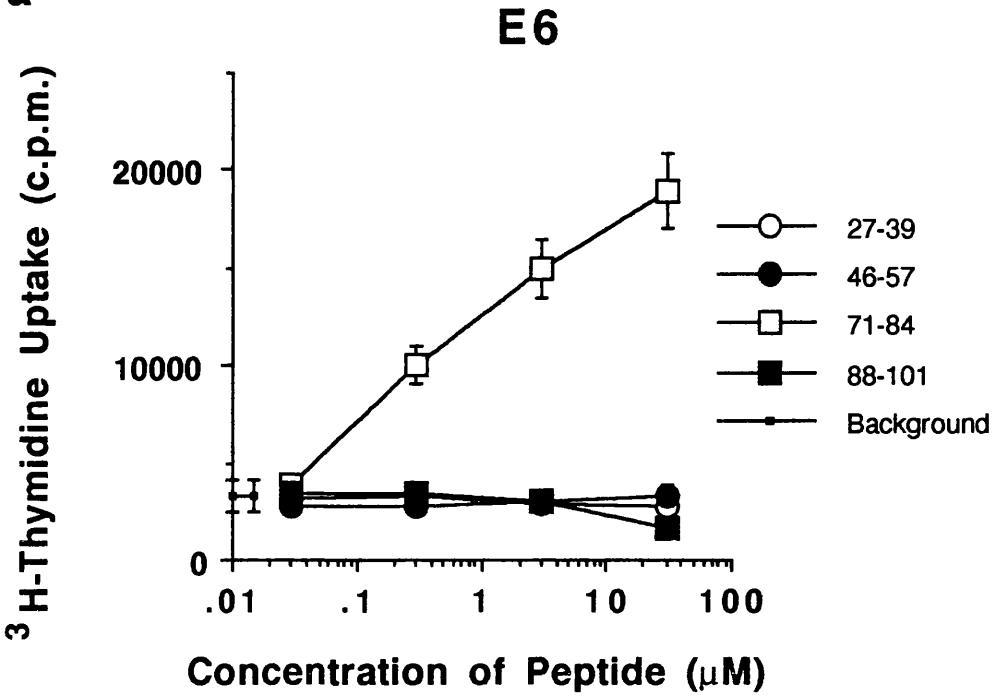 E6
³H-Thymidine Uptake (c.p.m.)
20000
10000
0
.01 .1 1 10 100
Concentration of Peptide (μM)
27-39
46-57
71-84
88-101
Background